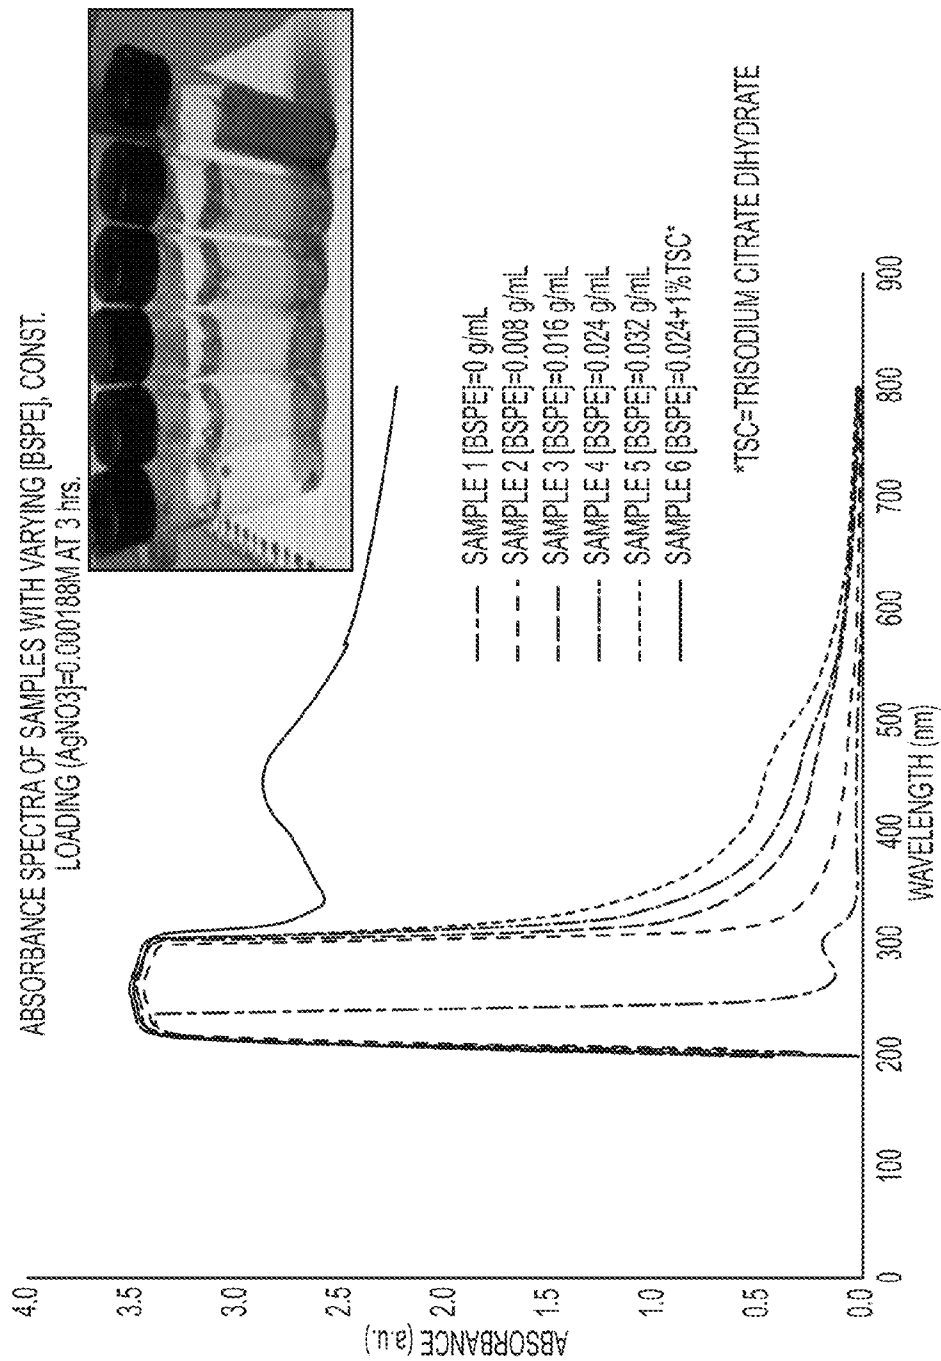 ABSORBANCE SPECTRA OF SAMPLES WITH VARYING [BSPE], CONST.
LOADING (AgNO3]=0.000188M AT 3 hrs.
4.0
3.5
3.0
2.5
2.0
1.5
1.0
0.5
0.0
ABSORBANCE (a.u.)
SAMPLE 1 [BSPE]=0 g/mL
SAMPLE 2 [BSPE]=0.008 g/mL
SAMPLE 3 [BSPE]=0.016 g/mL
SAMPLE 4 [BSPE]=0.024 g/mL
SAMPLE 5 [BSPE]=0.032 g/mL
SAMPLE 6 [BSPE]=0.024+1%TSC*
*TSC=TRISODIUM CITRATE DIHYDRATE
0 100 200 300 400 500 600 700 800 900
WAVELENGTH (nm)